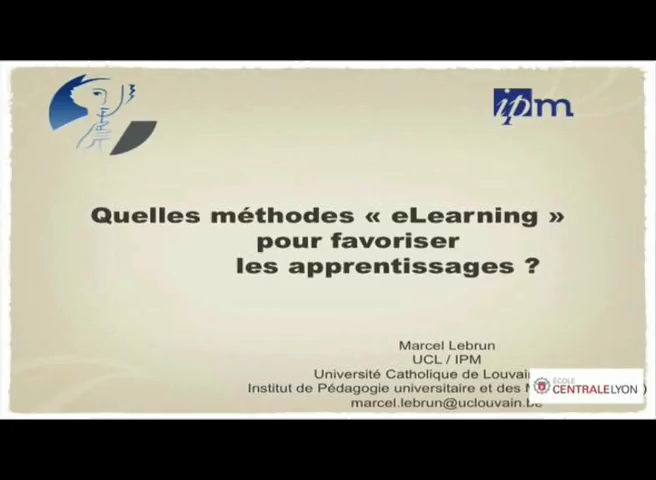 ipm
Quelles méthodes « eLearning »
pour favoriser
les apprentissages ?
Marcel Lebrun
UCL / IPM
Université Catholique de Louvain
Institut de Pédagogie universitaire et des )
marcel.lebrun@uclouvain.be
ÉCOLE
CENTRALELYON